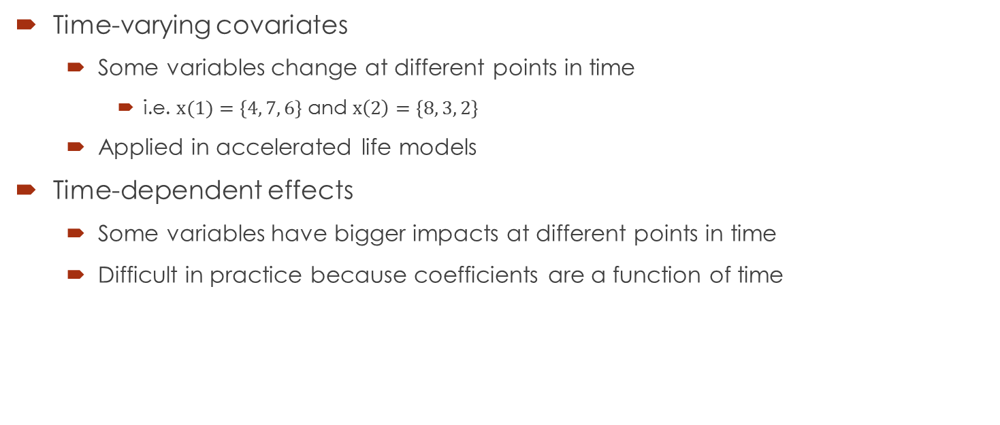 Time-varying covariates
Some variables change at different points in time
i.e. x(1) = {4, 7, 6} and x(2) = {8, 3, 2}
Applied in accelerated life models
Time-dependent effects
Some variables have bigger impacts at different points in time
Difficult in practice because coefficients are a function of time